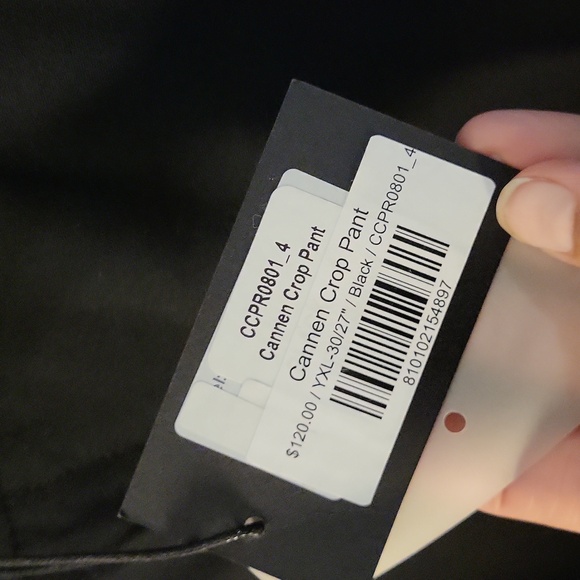 CCPR0801_4
Cannen Crop Pant
Cannen Crop Pant
$120.00 / YXL-30/27" / Black / CCPR0801_4
810102154897